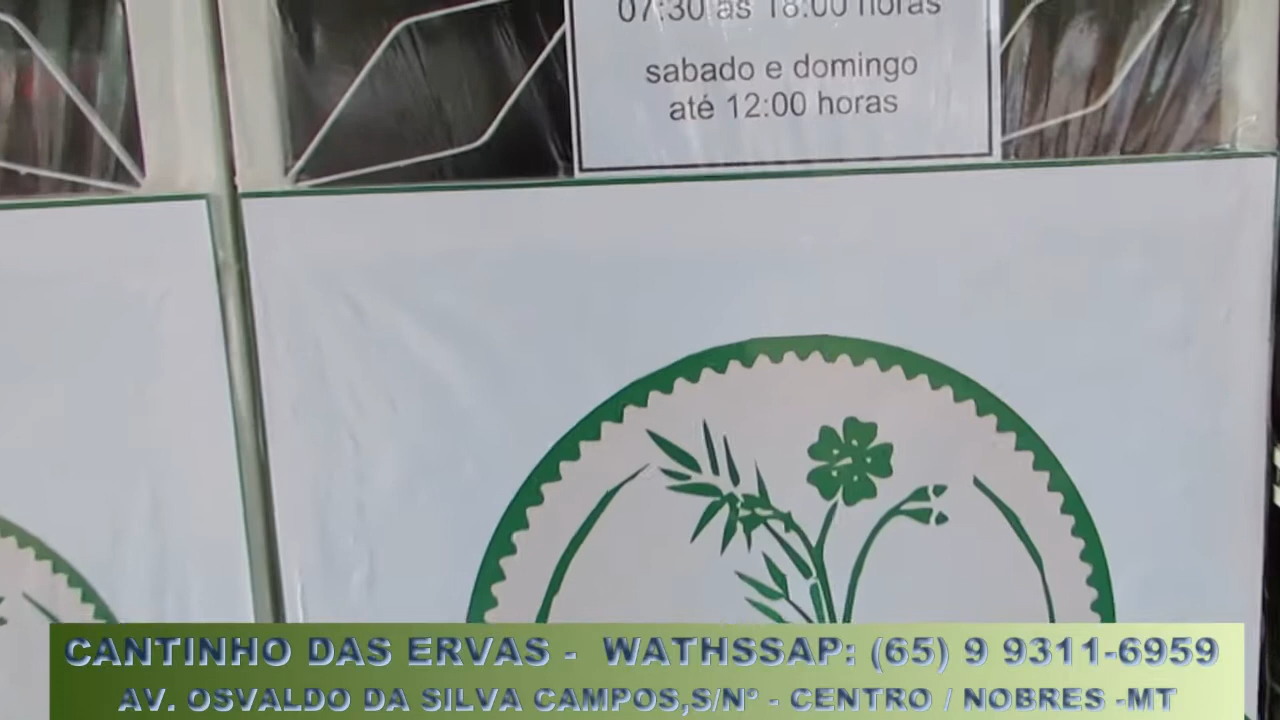 07:30 as 18:00 horas
sabado e domingo
até 12:00 horas
CANTINHO DAS ERVAS - WATHSSAP: (65) 9 9311-6959
AV. OSVALDO DA SILVA CAMPOS,S/Nº - CENTRO / NOBRES -MT